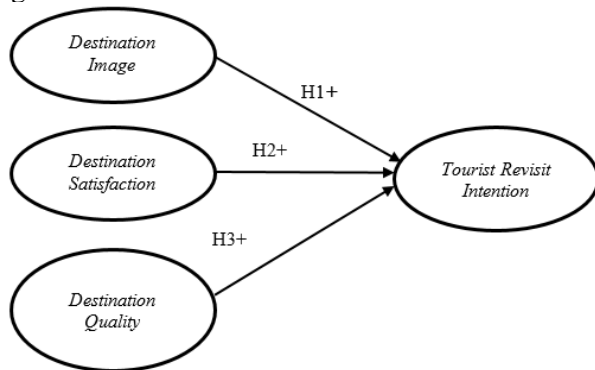 Destination
Image
H1+
Destination
Satisfaction
H2+
Tourist Revisit
Intention
H3+
Destination
Quality